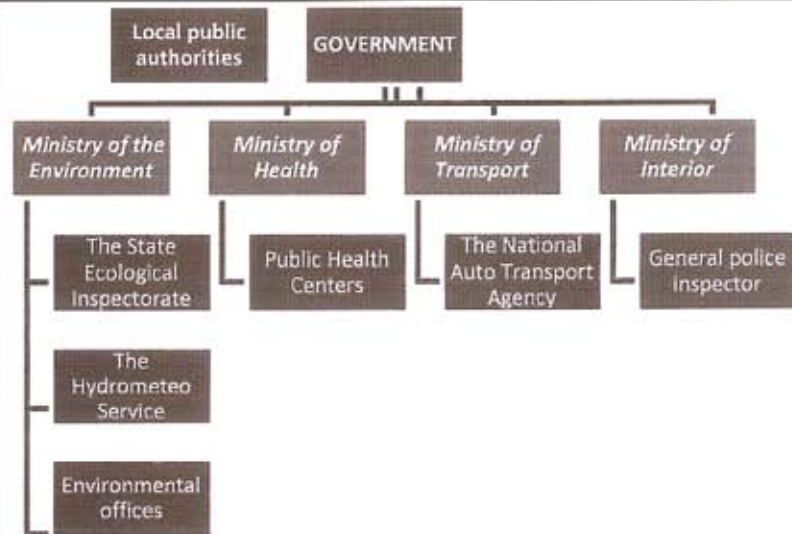 Local public
authorities
GOVERNMENT
Ministry of the
Environment
Ministry of
Health
Ministry of
Transport
Ministry of
Interior
The State
Ecological
Inspectorate
Public Health
Centers
The National
Auto Transport
Agency
General police
inspector
The
Hydrometeo
Service
Environmental
offices